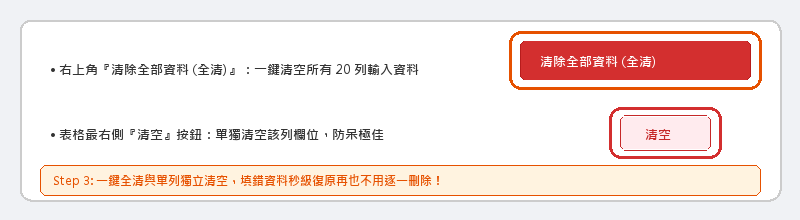 • 右上角『清除全部資料 (全清) 』：一鍵清空所有 20 列輸入資料
清除全部資料 (全清)
• 表格最右側『清空』按鈕：單獨清空該列欄位，防呆極佳
清空
Step 3: 一鍵全清與單列獨立清空，填錯資料秒級復原再也不用逐一刪除！